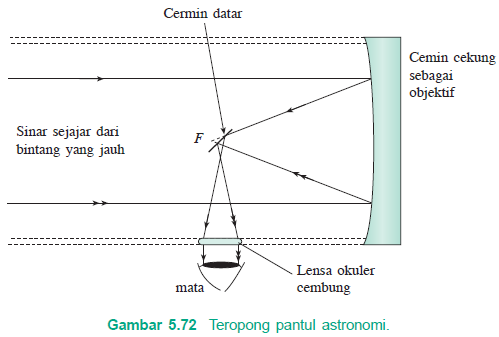 Cermin datar
Cemin cekung
sebagai
objektif
Sinar sejajar dari
bintang yang jauh
F
Lensa okuler
cembung
mata
Gambar 5.72 Teropong pantul astronomi.